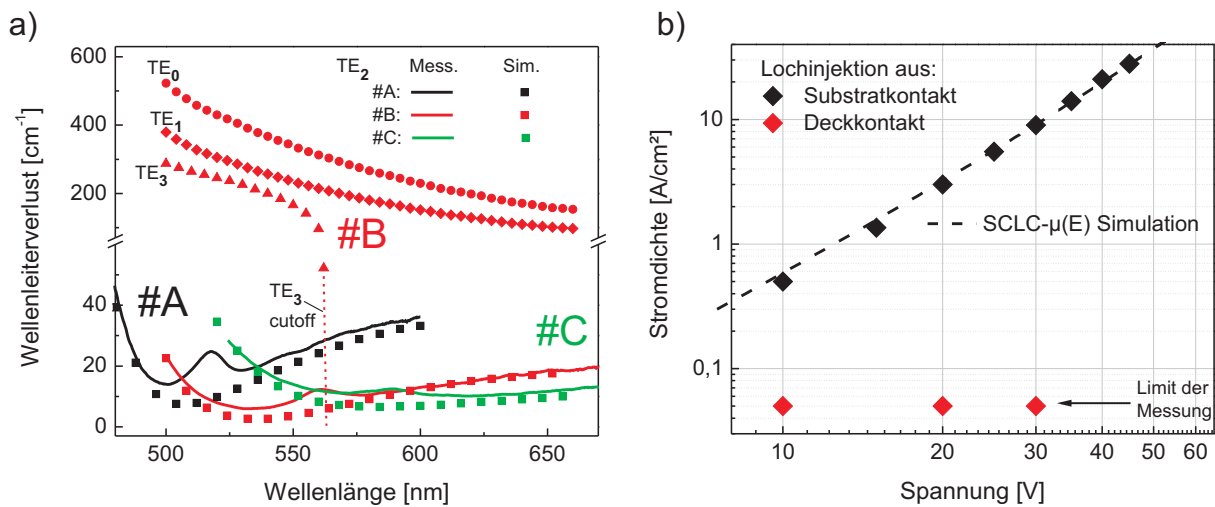 a)
600
400
200
40
20
0
Wellenleiterverlust [cm⁻¹]
TE₀
TE₁
TE₃
TE₂ Mess. Sim.
#A:
#B:
#C:
#B
#A
TE₃
cutoff
#C
500 550 600 650
Wellenlänge [nm]
b)
10
1
0,1
Stromdichte [A/cm²]
Lochinjektion aus:
Substratkontakt
Deckkontakt
SCLC-µ(E) Simulation
Limit der
Messung
10 20 30 40 50 60
Spannung [V]